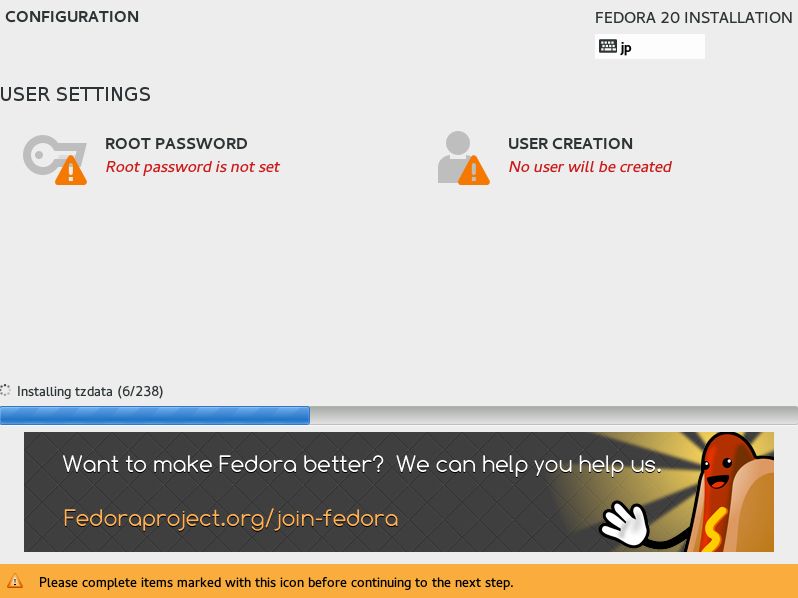 CONFIGURATION
FEDORA 20 INSTALLATION
jp
USER SETTINGS
ROOT PASSWORD
Root password is not set
USER CREATION
No user will be created
Installing tzdata (6/238)
Want to make Fedora better? We can help you help us.
Fedoraproject.org/join-fedora
Please complete items marked with this icon before continuing to the next step.